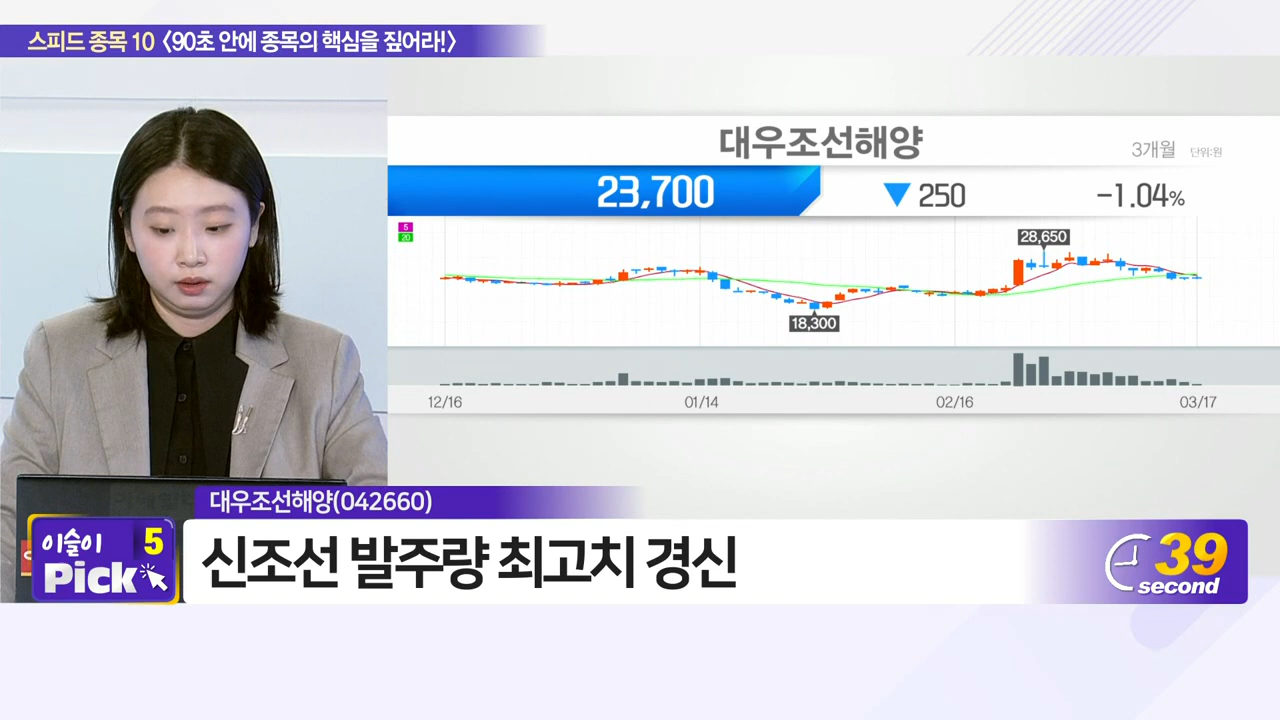 스피드 종목 10 <90초 안에 종목의 핵심을 짚어라!>
대우조선해양
3개월 단위:원
23,700 ▼ 250 -1.04%
5
20
28,650
18,300
12/16 01/14 02/16 03/17
대우조선해양(042660)
이슬이 5
Pick
신조선 발주량 최고치 경신
39
second